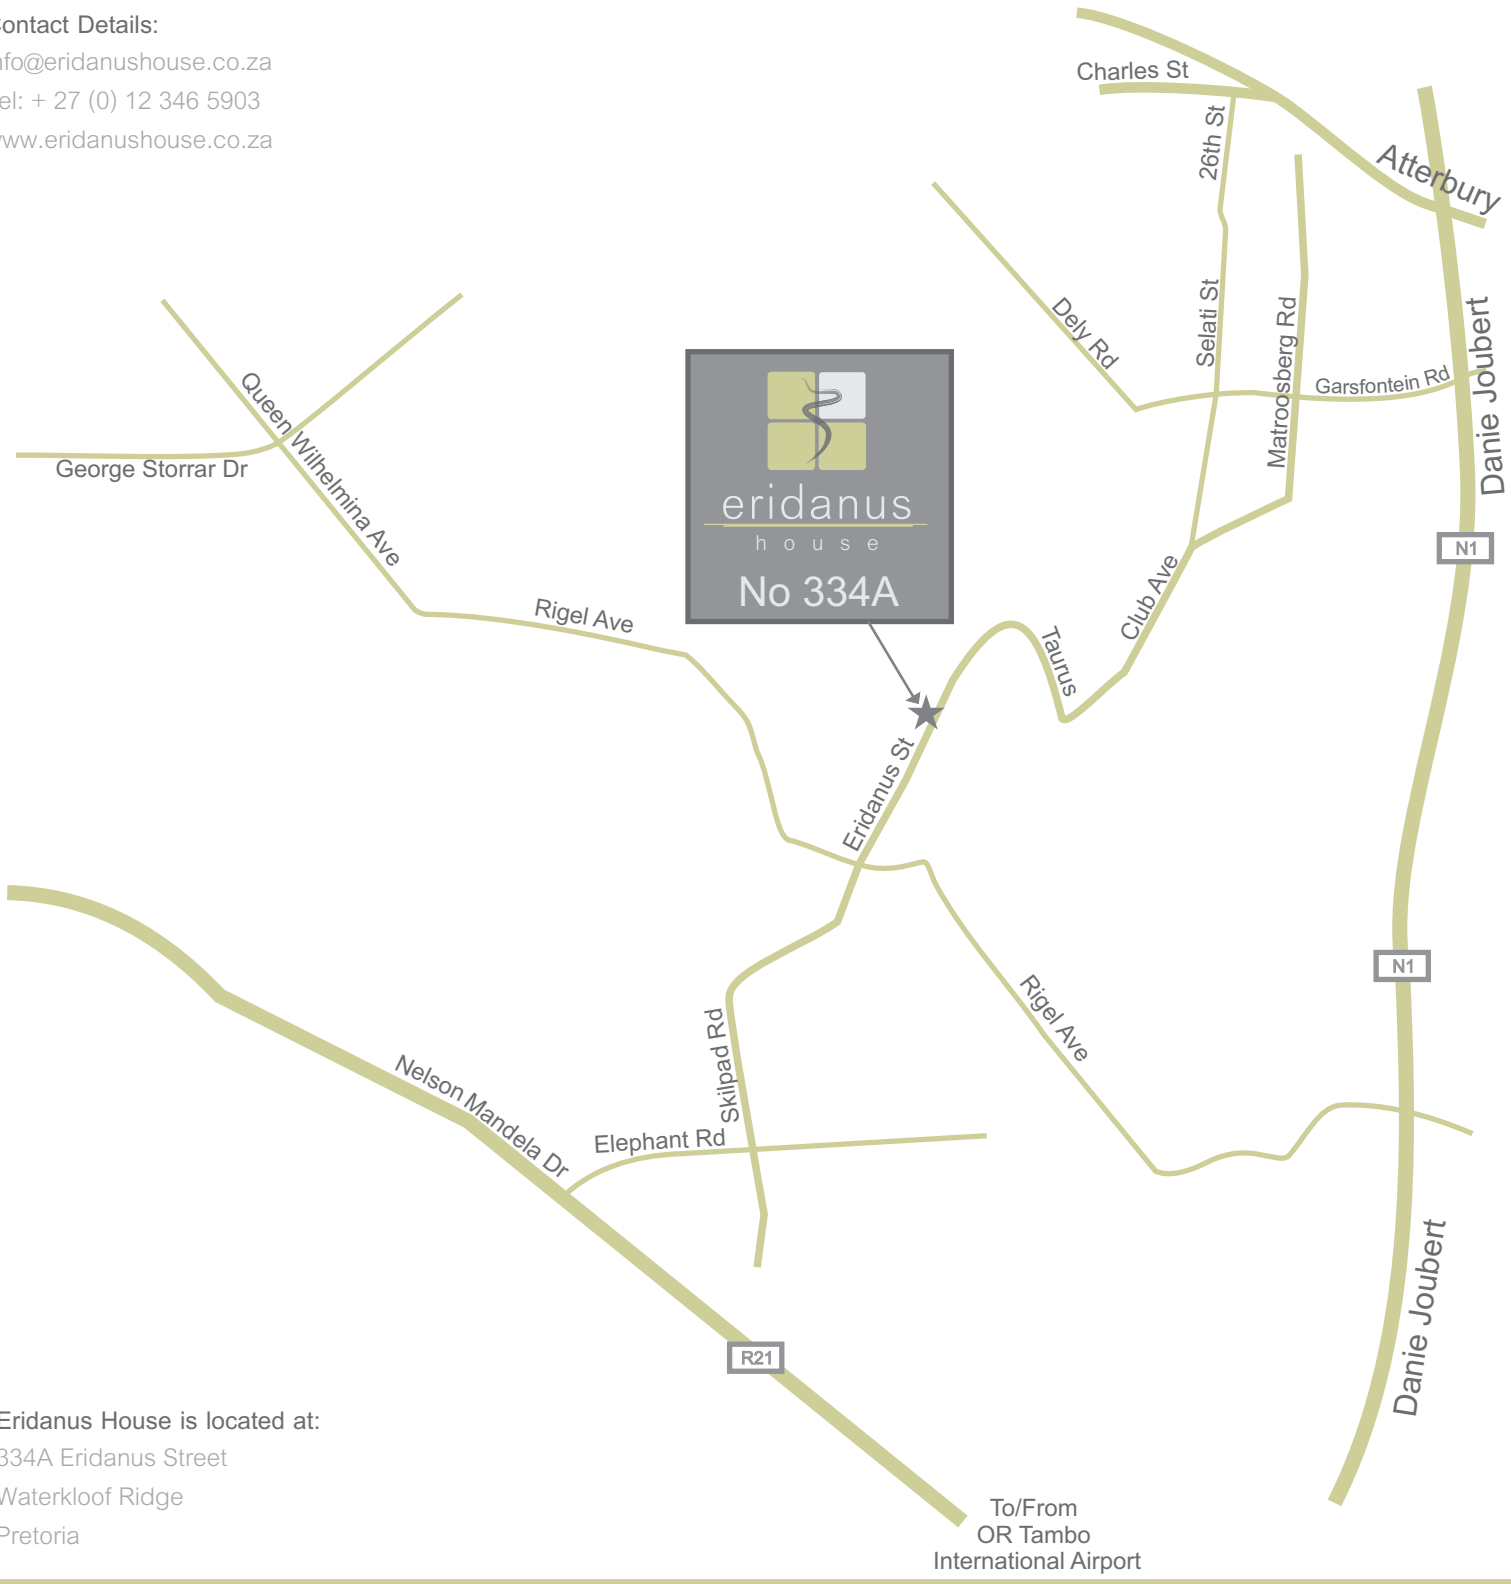 ontact Details:
nfo@eridanushouse.co.za
el: + 27 (0) 12 346 5903
www.eridanushouse.co.za
Charles St
26th St
Atterbury
Dely Rd
Selati St
Matroosberg Rd
Garsfontein Rd
Danie Joubert
Queen Wilhelmina Ave
George Storrar Dr
eridanus
house
No 334A
N1
Rigel Ave
Club Ave
Taurus
Eridanus St
N1
Rigel Ave
Skilpad Rd
Nelson Mandela Dr
Elephant Rd
Danie Joubert
R21
Eridanus House is located at:
334A Eridanus Street
Waterkloof Ridge
Pretoria
To/From
OR Tambo
International Airport